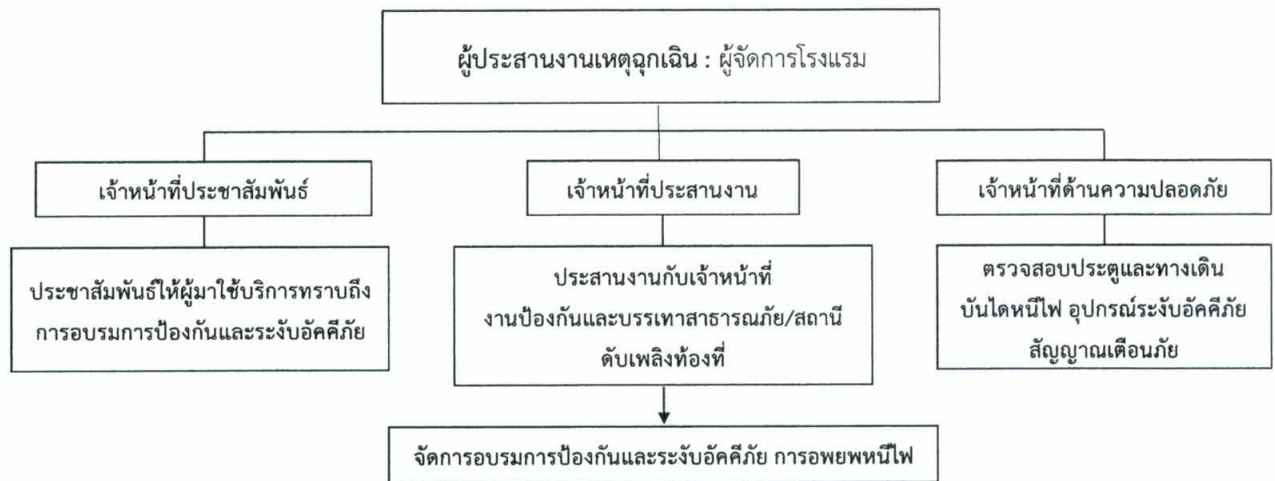 ผู้ประสานงานเหตุฉุกเฉิน : ผู้จัดการโรงแรม
เจ้าหน้าที่ประชาสัมพันธ์
เจ้าหน้าที่ประสานงาน
เจ้าหน้าที่ด้านความปลอดภัย
ประชาสัมพันธ์ให้ผู้มาใช้บริการทราบถึง
การอบรมการป้องกันและระงับอัคคีภัย
ประสานงานกับเจ้าหน้าที่
งานป้องกันและบรรเทาสาธารณภัย/สถานี
ดับเพลิงท้องที่
ตรวจสอบประตูและทางเดิน
บันไดหนีไฟ อุปกรณ์ระงับอัคคีภัย
สัญญาณเตือนภัย
จัดการอบรมการป้องกันและระงับอัคคีภัย การอพยพหนีไฟ